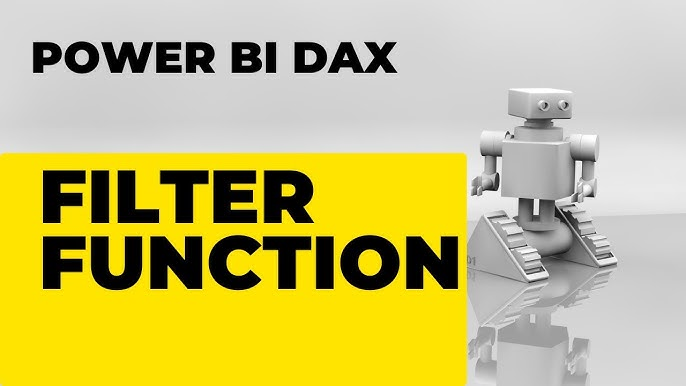 POWER BI DAX
FILTER
FUNCTION